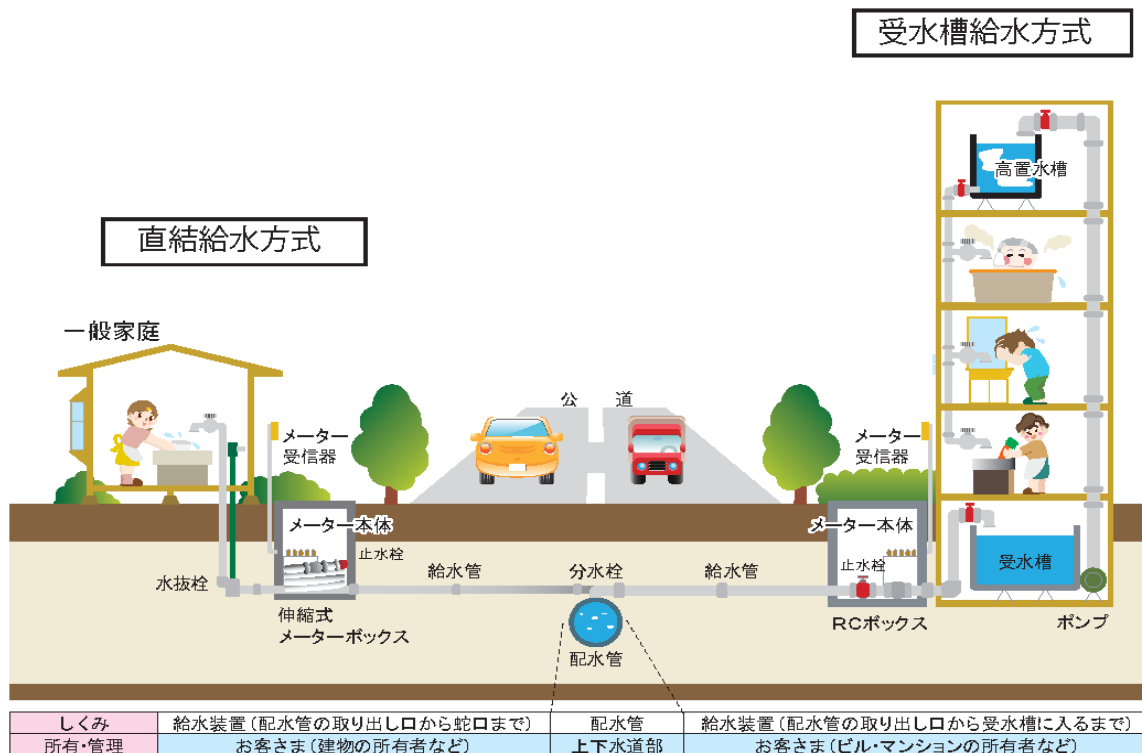 受水槽給水方式
高置水槽
直結給水方式
一般家庭
公 道
メーター
受信器
メーター
受信器
メーター本体
メーター本体
止水栓
止水栓
受水槽
水抜栓
給水管
分水栓
給水管
伸縮式
メーターボックス
RCボックス
ポンプ
配水管
しくみ 給水装置(配水管の取り出し口から蛇口まで) 配水管 給水装置(配水管の取り出し口から受水槽に入るまで)
所有・管理 お客さま(建物の所有者など) 上下水道部 お客さま(ビル・マンションの所有者など)